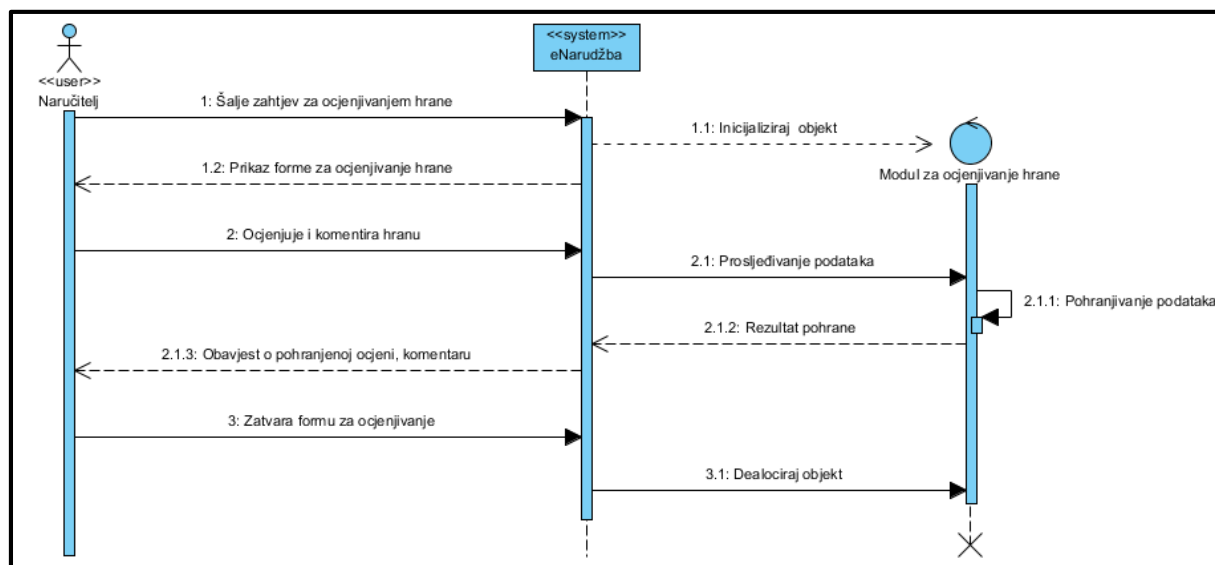 <<system>>
eNarudžba
<<user>>
Naručitelj
1: Šalje zahtjev za ocjenjivanjem hrane
1.1: Inicijaliziraj objekt
1.2: Prikaz forme za ocjenjivanje hrane
Modul za ocjenjivanje hrane
2: Ocjenjuje i komentira hranu
2.1: Prosljeđivanje podataka
2.1.1: Pohranjivanje podataka
2.1.2: Rezultat pohrane
2.1.3: Obavjest o pohranjenoj ocjeni, komentaru
3: Zatvara formu za ocjenjivanje
3.1: Dealociraj objekt